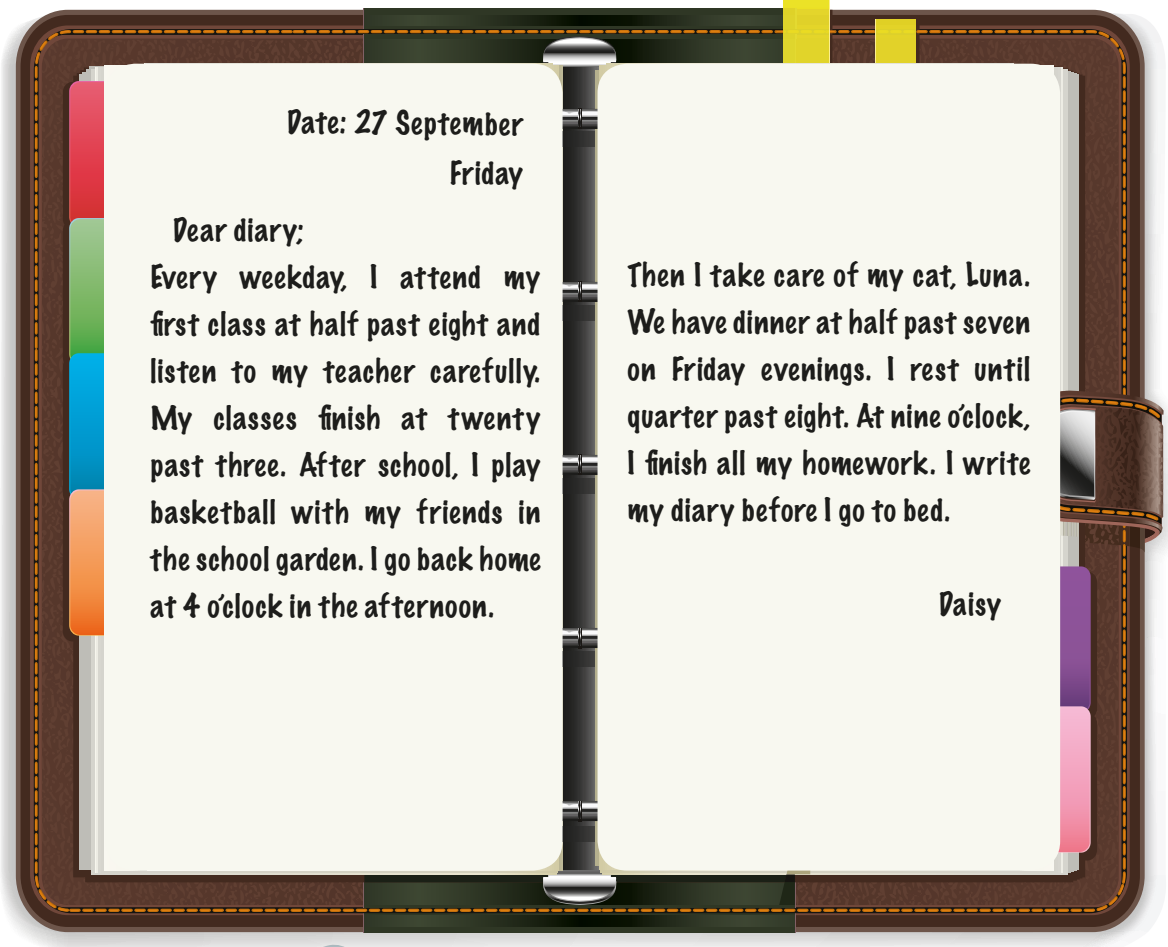 Date: 27 September
Friday
Dear diary;
Every weekday, I attend my
first class at half past eight and
listen to my teacher carefully.
My classes finish at twenty
past three. After school, I play
basketball with my friends in
the school garden. I go back home
at 4 o'clock in the afternoon.
Then I take care of my cat, Luna.
We have dinner at half past seven
on Friday evenings. I rest until
quarter past eight. At nine o'clock,
I finish all my homework. I write
my diary before I go to bed.
Daisy